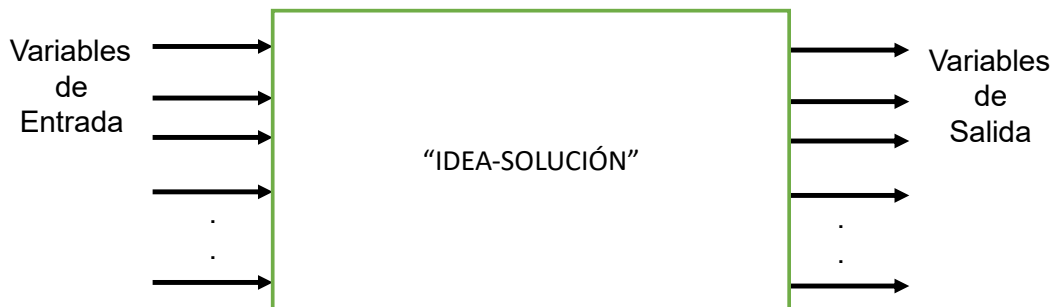 Variables
de
Entrada
“IDEA-SOLUCIÓN”
Variables
de
Salida